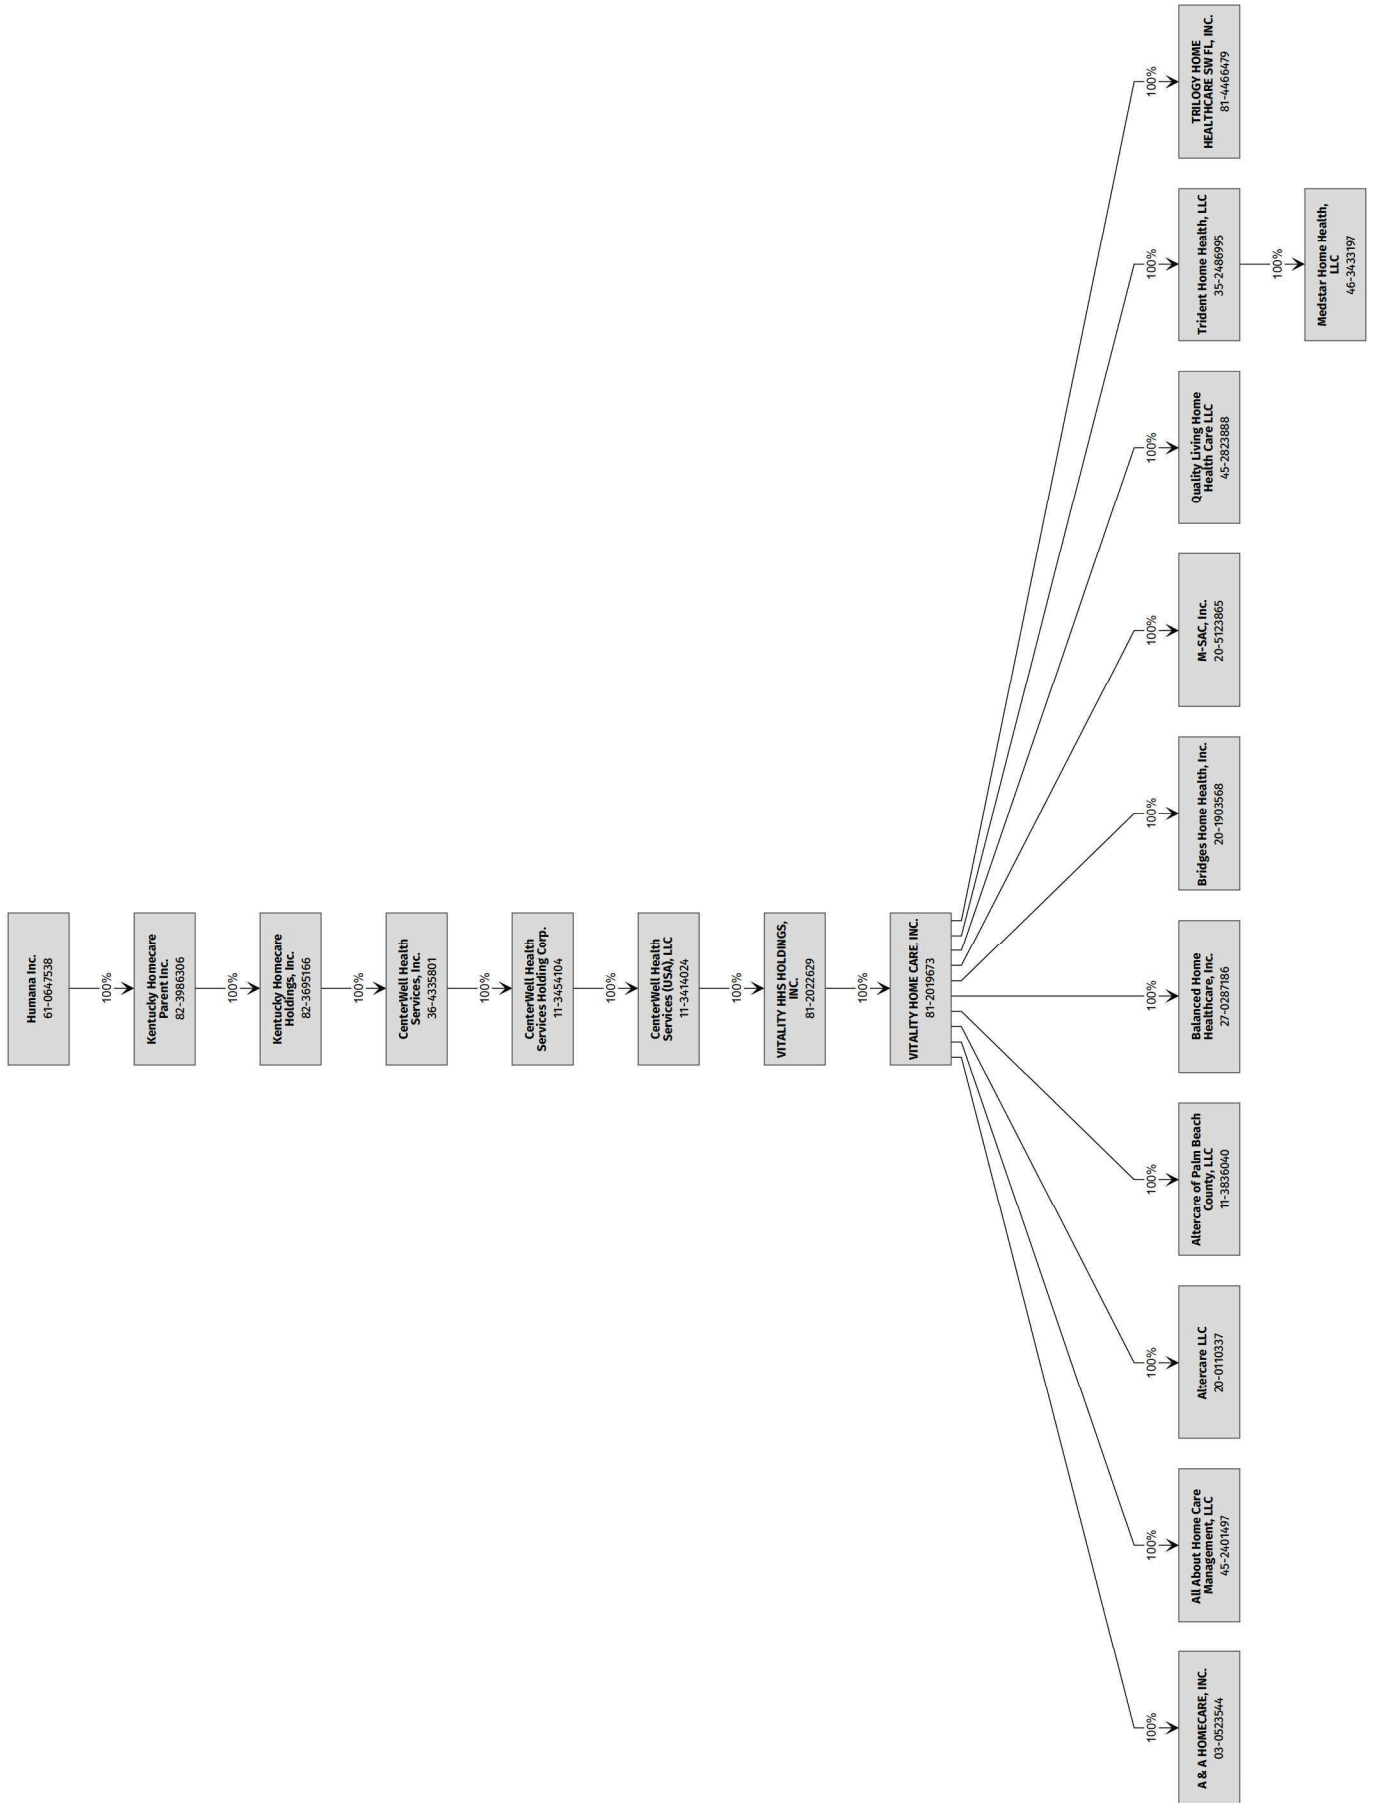 Humana Inc.
61-0647538
100%
Kentucky Homecare
Parent Inc.
82-3986306
100%
Kentucky Homecare
Holdings, Inc.
82-3695166
100%
CenterWell Health
Services, Inc.
36-4335801
100%
CenterWell Health
Services Holding Corp.
11-3454104
100%
CenterWell Health
Services (USA), LLC
11-3414024
100%
VITALITY HHS HOLDINGS,
INC.
81-2022629
100%
VITALITY HOME CARE INC.
81-2019673
100%
A & A HOMECARE, INC.
03-0523544
100%
All About Home Care
Management, LLC
45-2401497
100%
Altercare LLC
20-0110337
100%
Altercare of Palm Beach
County, LLC
11-3836040
100%
Balanced Home
Healthcare, Inc.
27-0287186
100%
Bridges Home Health, Inc.
20-1903568
100%
M-SAC, Inc.
20-5123865
100%
Quality Living Home
Health Care LLC
45-2823888
100%
Trident Home Health, LLC
35-2486995
100%
TRILOGY HOME
HEALTHCARE SW FL, INC.
81-4466479
100%
Medstar Home Health,
LLC
46-3433197